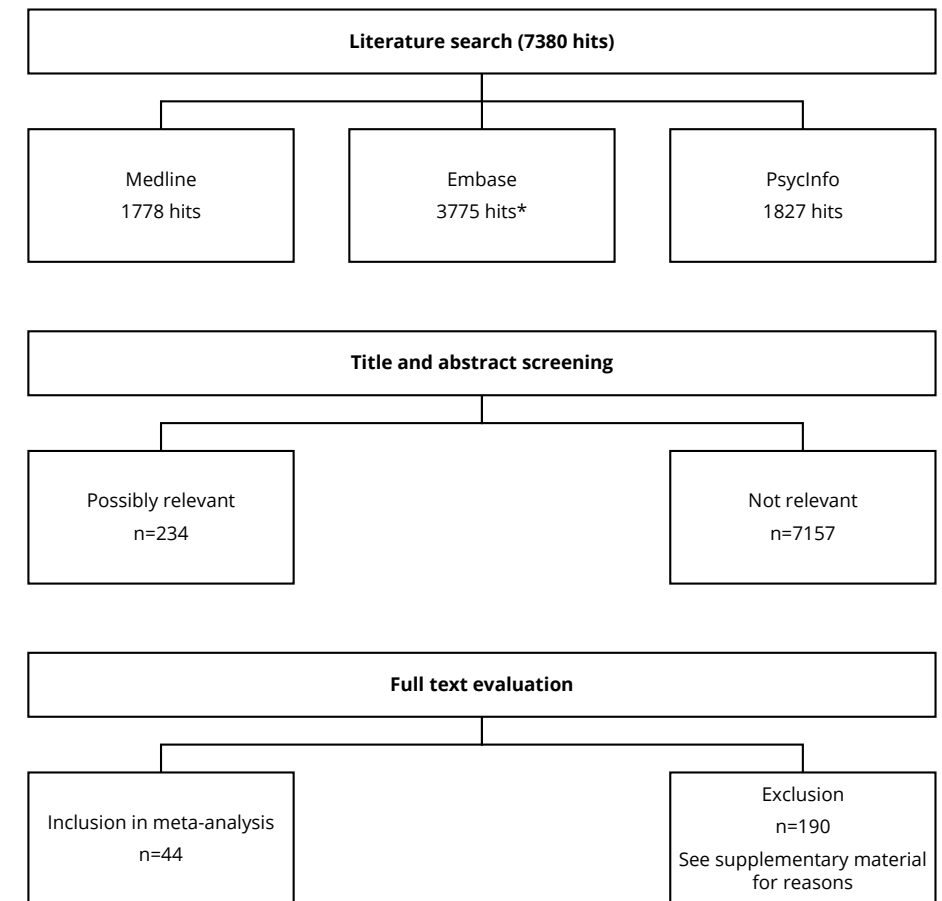 Literature search (7380 hits)
Medline
1778 hits
Embase
3775 hits*
PsycInfo
1827 hits
Title and abstract screening
Possibly relevant
n=234
Not relevant
n=7157
Full text evaluation
Inclusion in meta-analysis
n=44
Exclusion
n=190
See supplementary material
for reasons